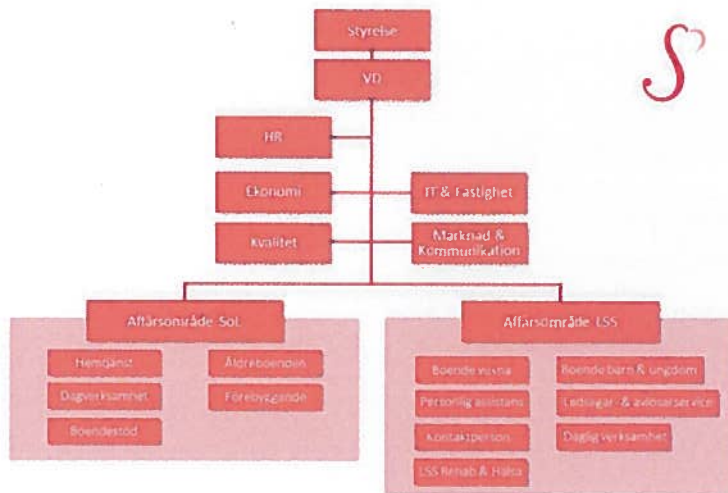 Styrelse
VD
HR
Ekonomi
IT & Fastighet
Kvalitet
Marknad &
Kommunikation
Affärsområde SoL
Affärsområde LSS
Hemtjänst
Äldreboenden
Dagverksamhet
Förebyggande
Boendestöd
Boende vuxna
Boende barn & ungdom
Personlig assistans
Ledsagar- & avlösarservice
Kontaktperson
Daglig verksamhet
LSS Rehab & Hälsa